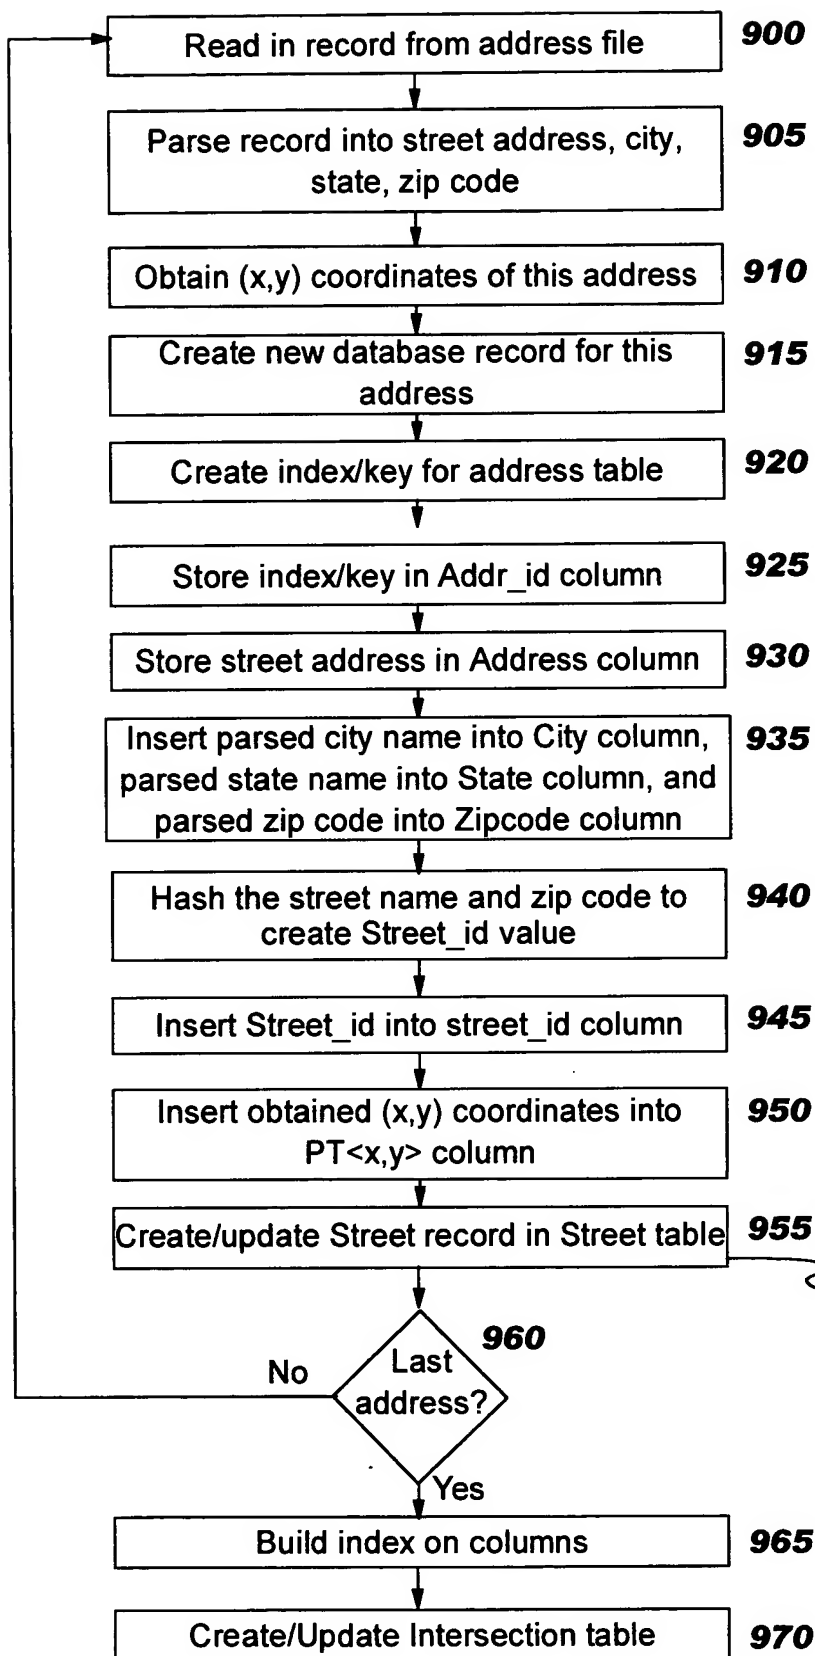 Read in record from address file 900
Parse record into street address, city, 905
state, zip code
Obtain (x,y) coordinates of this address 910
Create new database record for this 915
address
Create index/key for address table 920
Store index/key in Addr_id column 925
Store street address in Address column 930
Insert parsed city name into City column, 935
parsed state name into State column, and
parsed zip code into Zipcode column
Hash the street name and zip code to 940
create Street_id value
Insert Street_id into street_id column 945
Insert obtained (x,y) coordinates into 950
PT<x,y> column
Create/update Street record in Street table 955
960
No Last
address?
Yes
Build index on columns 965
Create/Update Intersection table 970